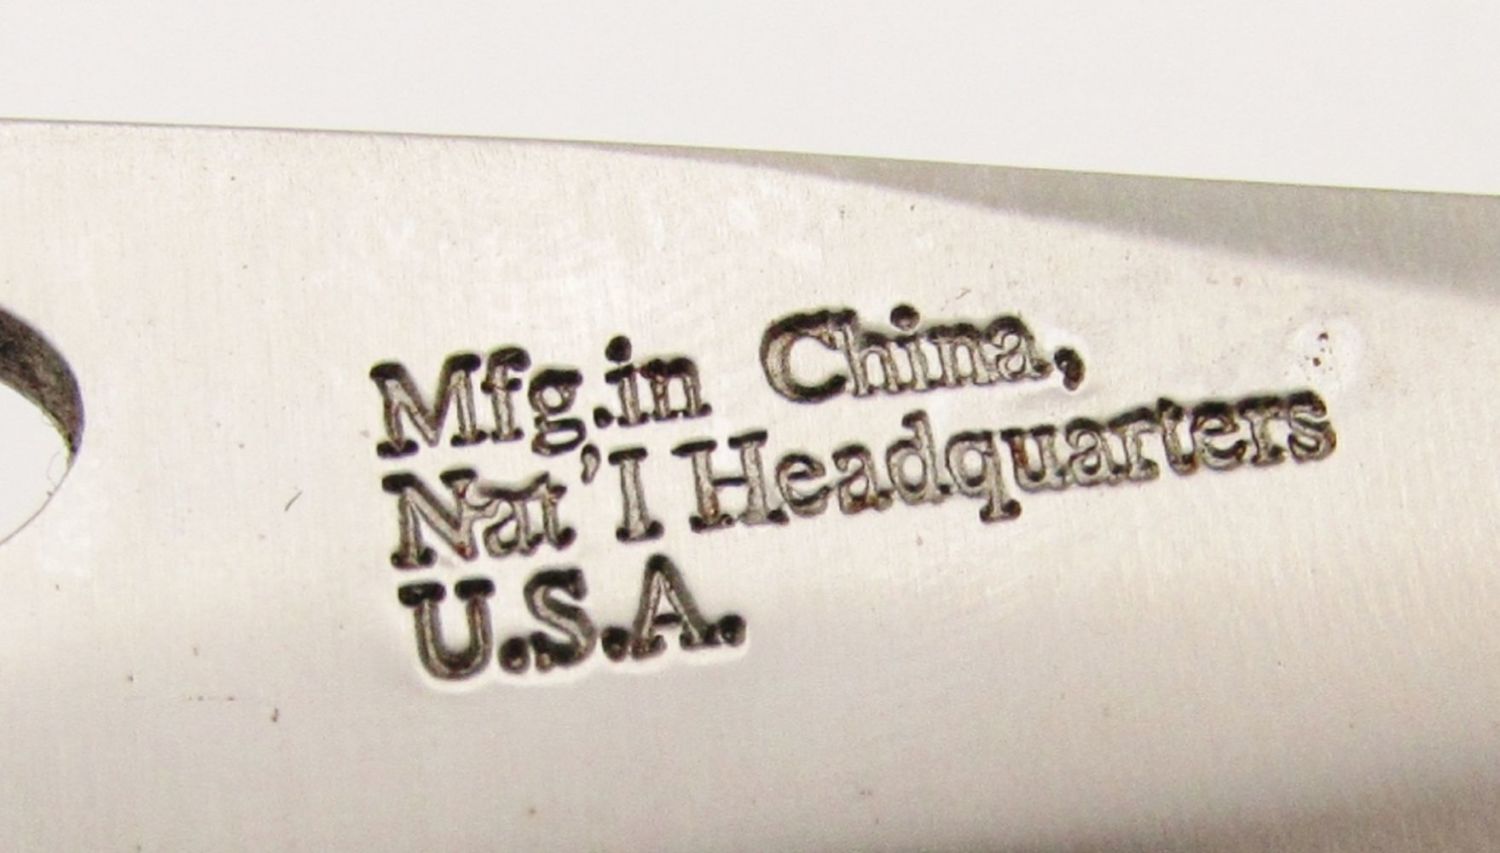 Mfg.in China,
Nat'l Headquarters
U.S.A.